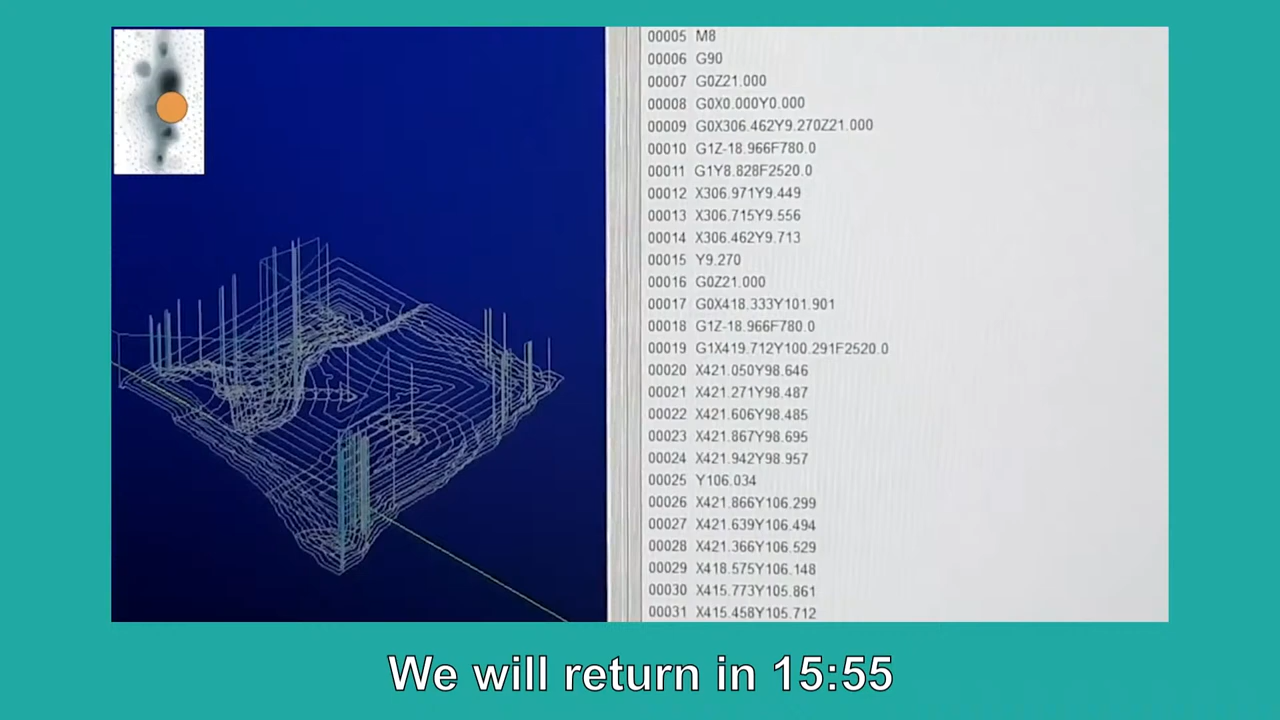 00005 M8
00006 G90
00007 G0Z21.000
00008 G0X0.000Y0.000
00009 G0X306.462Y9.270Z21.000
00010 G1Z-18.966F780.0
00011 G1Y8.828F2520.0
00012 X306.971Y9.449
00013 X306.715Y9.556
00014 X306.462Y9.713
00015 Y9.270
00016 G0Z21.000
00017 G0X418.333Y101.901
00018 G1Z-18.966F780.0
00019 G1X419.712Y100.291F2520.0
00020 X421.050Y98.646
00021 X421.271Y98.487
00022 X421.606Y98.485
00023 X421.867Y98.695
00024 X421.942Y98.957
00025 Y106.034
00026 X421.866Y106.299
00027 X421.639Y106.494
00028 X421.366Y106.529
00029 X418.575Y106.148
00030 X415.773Y105.861
00031 X415.458Y105.712
We will return in 15:55